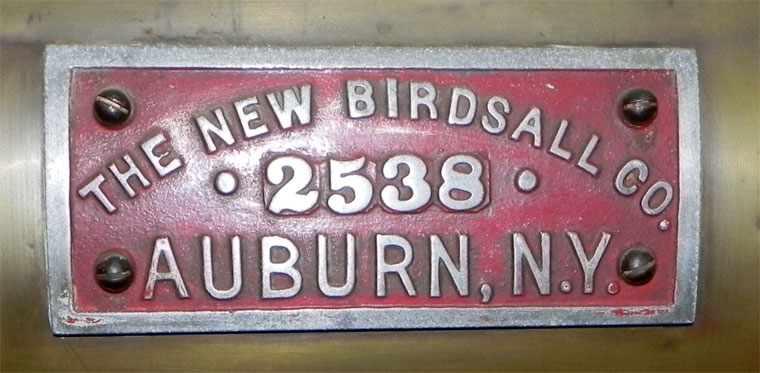 THE NEW BIRDSALL CO.
2538
AUBURN, N.Y.